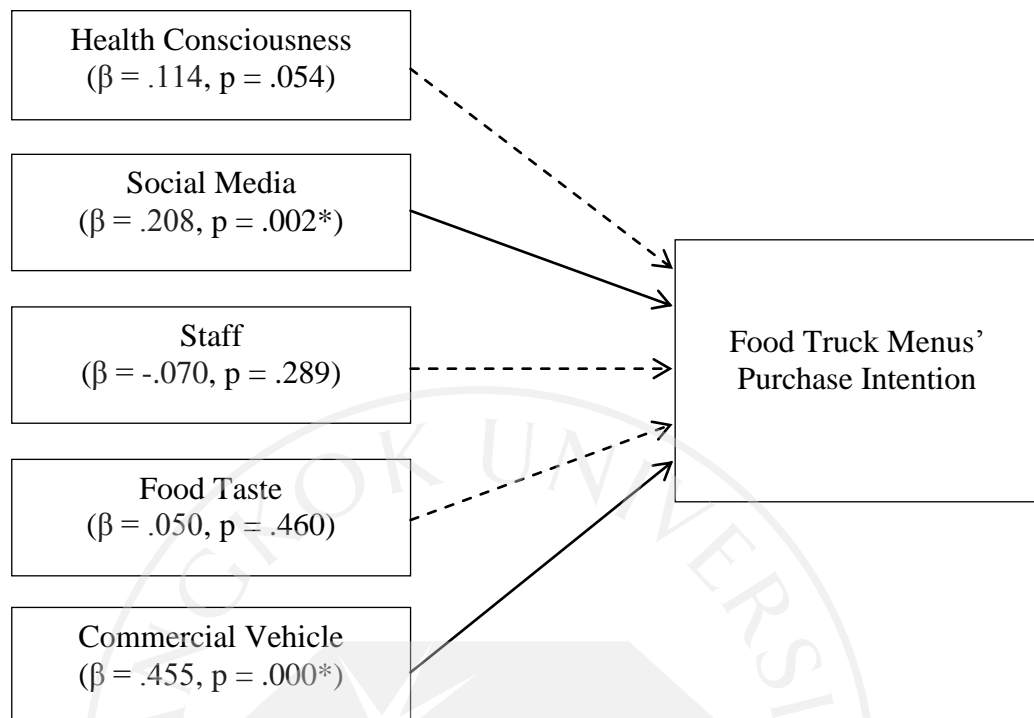 Health Consciousness
(β = .114, p = .054)
Social Media
(β = .208, p = .002*)
Staff
(β = -.070, p = .289)
Food Taste
(β = .050, p = .460)
Commercial Vehicle
(β = .455, p = .000*)
Food Truck Menus’
Purchase Intention